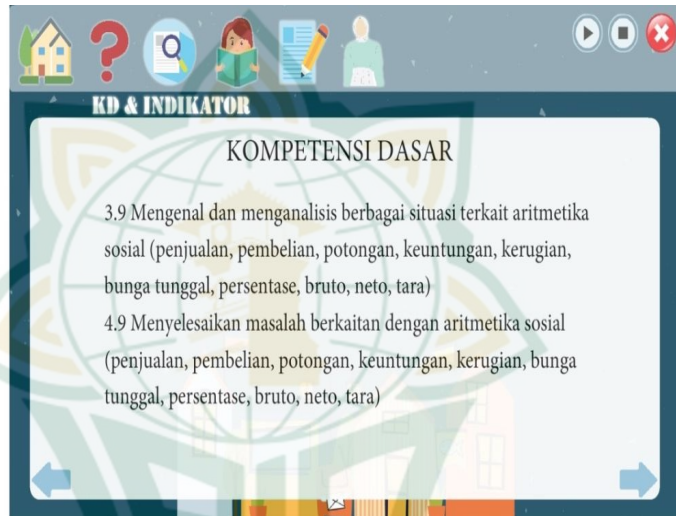 KD & INDIKATOR
KOMPETENSI DASAR
3.9 Mengenal dan menganalisis berbagai situasi terkait aritmetika
sosial (penjualan, pembelian, potongan, keuntungan, kerugian,
bunga tunggal, persentase, bruto, neto, tara)
4.9 Menyelesaikan masalah berkaitan dengan aritmetika sosial
(penjualan, pembelian, potongan, keuntungan, kerugian, bunga
tunggal, persentase, bruto, neto, tara)